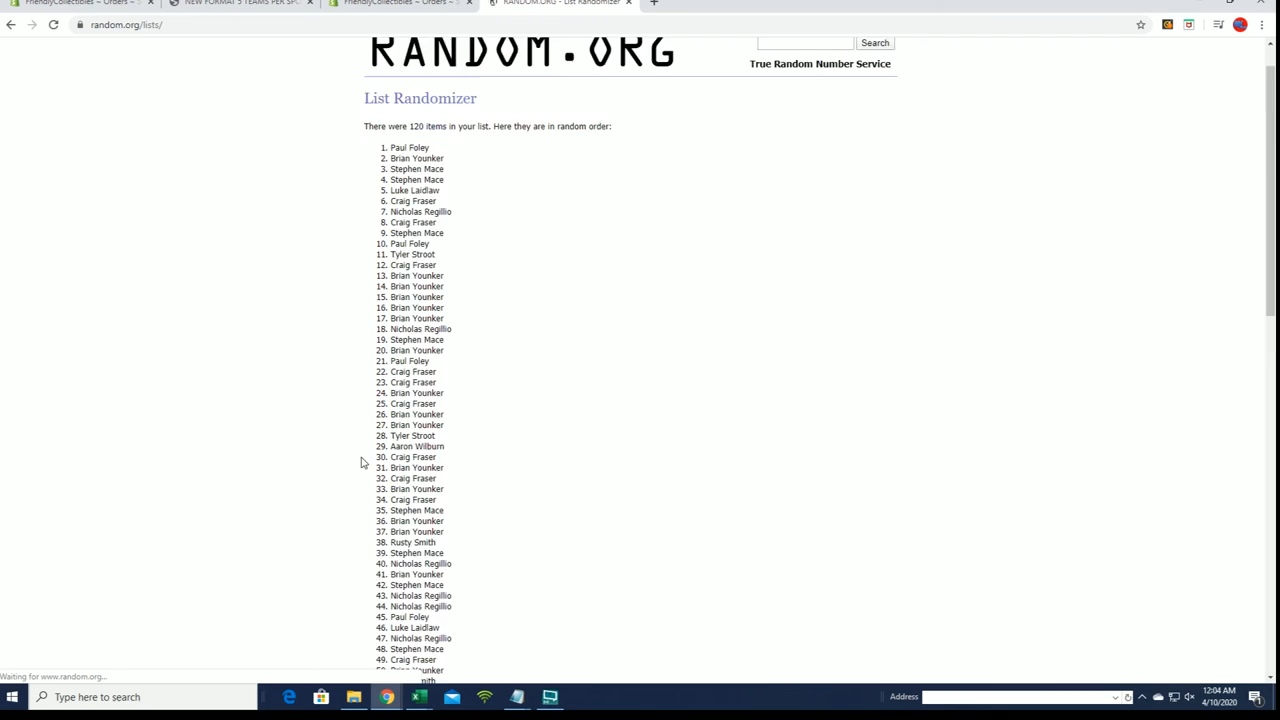 FriendlyCollectibles ~ Orders ~ S
NEW FORMAT 5 TEAMS PER SPO
FriendlyCollectibles ~ Orders ~ S
RANDOM.ORG - List Randomizer
random.org/lists/
RANDOM.ORG
Search
True Random Number Service
List Randomizer
There were 120 items in your list. Here they are in random order:
1. Paul Foley
2. Brian Younker
3. Stephen Mace
4. Stephen Mace
5. Luke Laidlaw
6. Craig Fraser
7. Nicholas Regillio
8. Craig Fraser
9. Stephen Mace
10. Paul Foley
11. Tyler Stroot
12. Craig Fraser
13. Brian Younker
14. Brian Younker
15. Brian Younker
16. Brian Younker
17. Brian Younker
18. Nicholas Regillio
19. Stephen Mace
20. Brian Younker
21. Paul Foley
22. Craig Fraser
23. Craig Fraser
24. Brian Younker
25. Craig Fraser
26. Brian Younker
27. Brian Younker
28. Tyler Stroot
29. Aaron Wilburn
30. Craig Fraser
31. Brian Younker
32. Craig Fraser
33. Brian Younker
34. Craig Fraser
35. Stephen Mace
36. Brian Younker
37. Brian Younker
38. Rusty Smith
39. Stephen Mace
40. Nicholas Regillio
41. Brian Younker
42. Stephen Mace
43. Nicholas Regillio
44. Nicholas Regillio
45. Paul Foley
46. Luke Laidlaw
47. Nicholas Regillio
48. Stephen Mace
49. Craig Fraser
50. Brian Younker
mith
Waiting for www.random.org...
Type here to search
Address
12:04 AM
4/10/2020